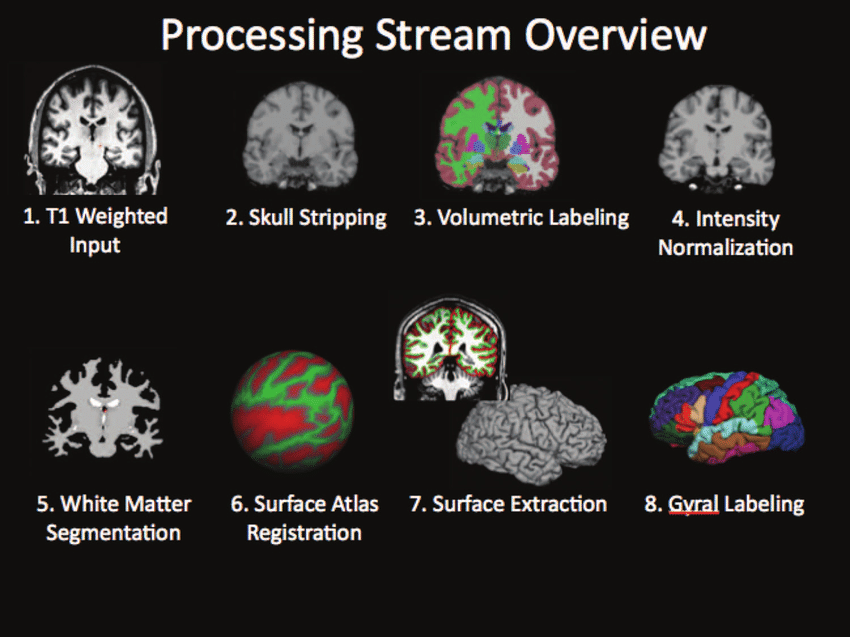 Processing Stream Overview
1. T1 Weighted
Input
2. Skull Stripping
3. Volumetric Labeling
4. Intensity
Normalization
5. White Matter
Segmentation
6. Surface Atlas
Registration
7. Surface Extraction
8. Gyral Labeling